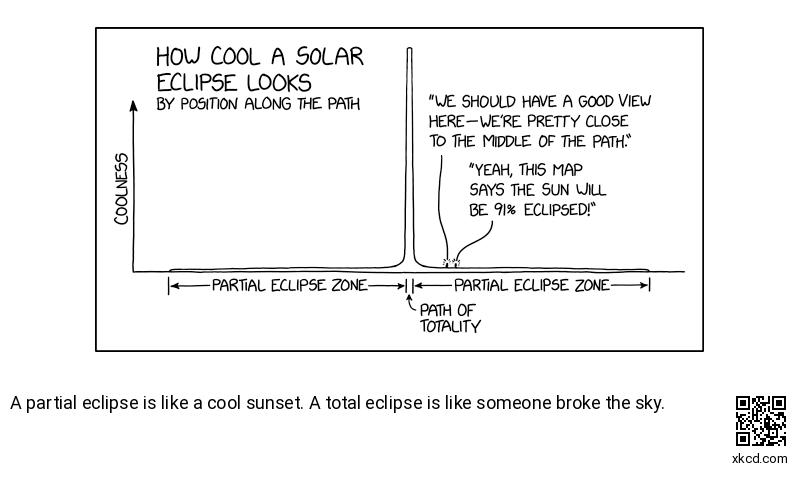 HOW COOL A SOLAR
ECLIPSE LOOKS
BY POSITION ALONG THE PATH
COOLNESS
"WE SHOULD HAVE A GOOD VIEW
HERE—WE'RE PRETTY CLOSE
TO THE MIDDLE OF THE PATH."
"YEAH, THIS MAP
SAYS THE SUN WILL
BE 91% ECLIPSED!"
PARTIAL ECLIPSE ZONE
PARTIAL ECLIPSE ZONE
PATH OF
TOTALITY
A partial eclipse is like a cool sunset. A total eclipse is like someone broke the sky.
xkcd.com